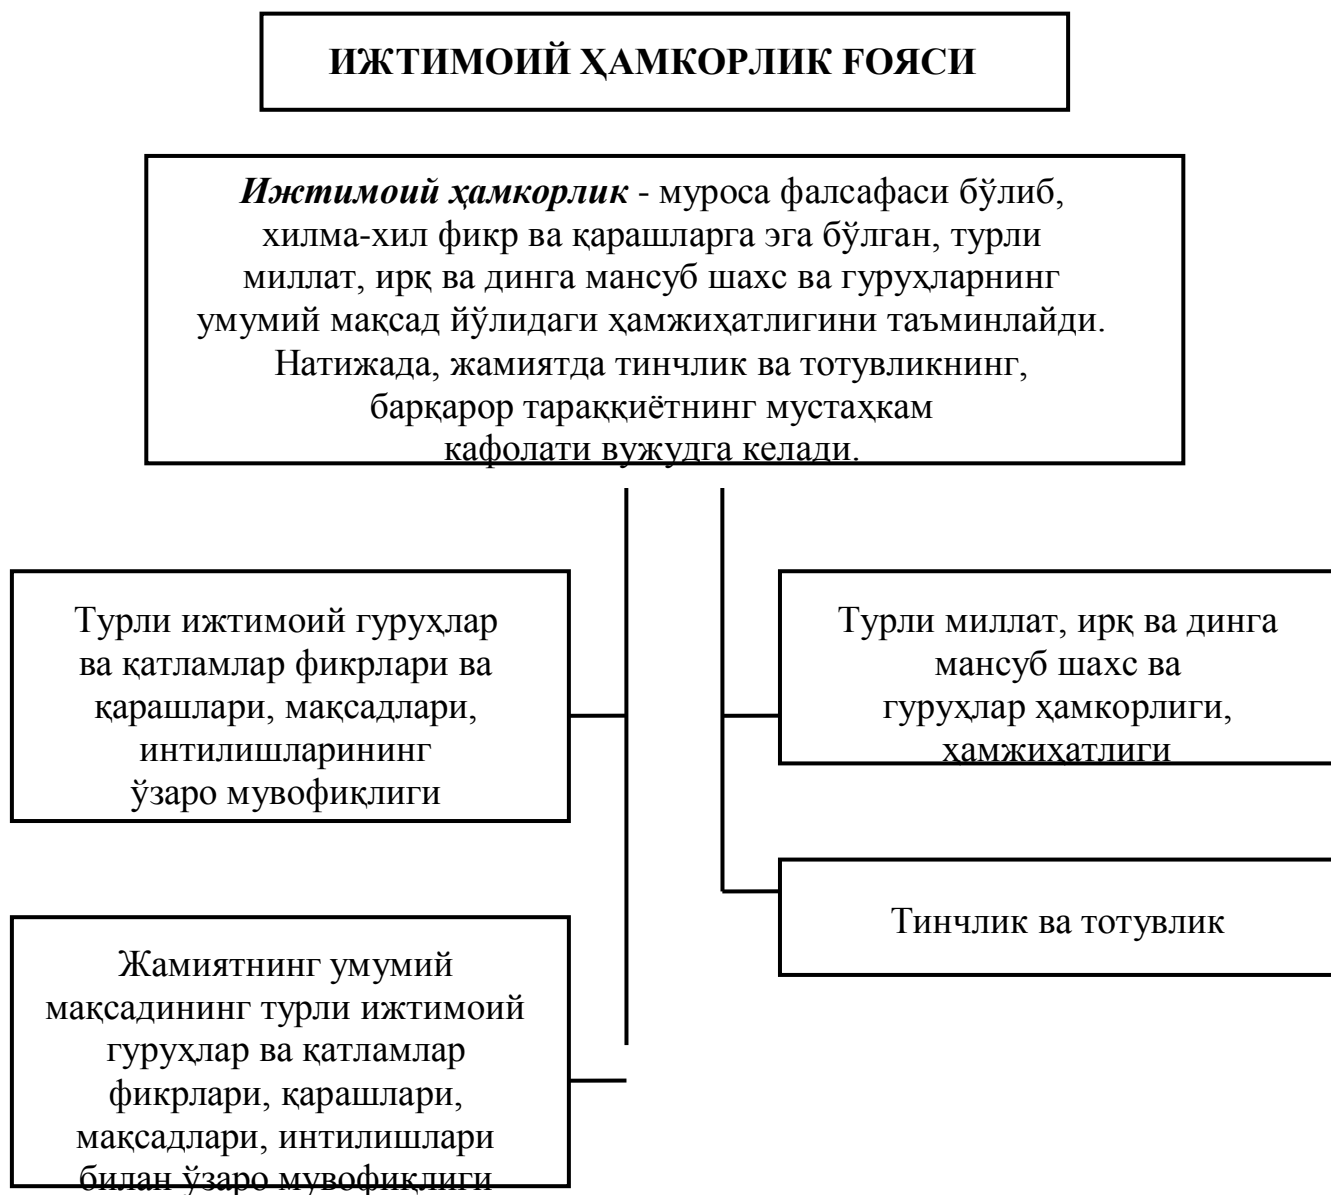 ИЖТИМОИЙ ҲАМКОРЛИК ҒОЯСИ
Ижтимоий ҳамкорлик - муроса фалсафаси бўлиб,
хилма-хил фикр ва қарашларга эга бўлган, турли
миллат, ирқ ва динга мансуб шахс ва гуруҳларнинг
умумий мақсад йўлидаги ҳамжиҳатлигини таъминлайди.
Натижада, жамиятда тинчлик ва тотувликнинг,
барқарор тараққиётнинг мустаҳкам
кафолати вужудга келади.
Турли ижтимоий гуруҳлар
ва қатламлар фикрлари ва
қарашлари, мақсадлари,
интилишларининг
ўзаро мувофиқлиги
Турли миллат, ирқ ва динга
мансуб шахс ва
гуруҳлар ҳамкорлиги,
ҳамжиҳатлиги
Жамиятнинг умумий
мақсадининг турли ижтимоий
гуруҳлар ва қатламлар
фикрлари, қарашлари,
мақсадлари, интилишлари
билан ўзаро мувофиқлиги
Тинчлик ва тотувлик